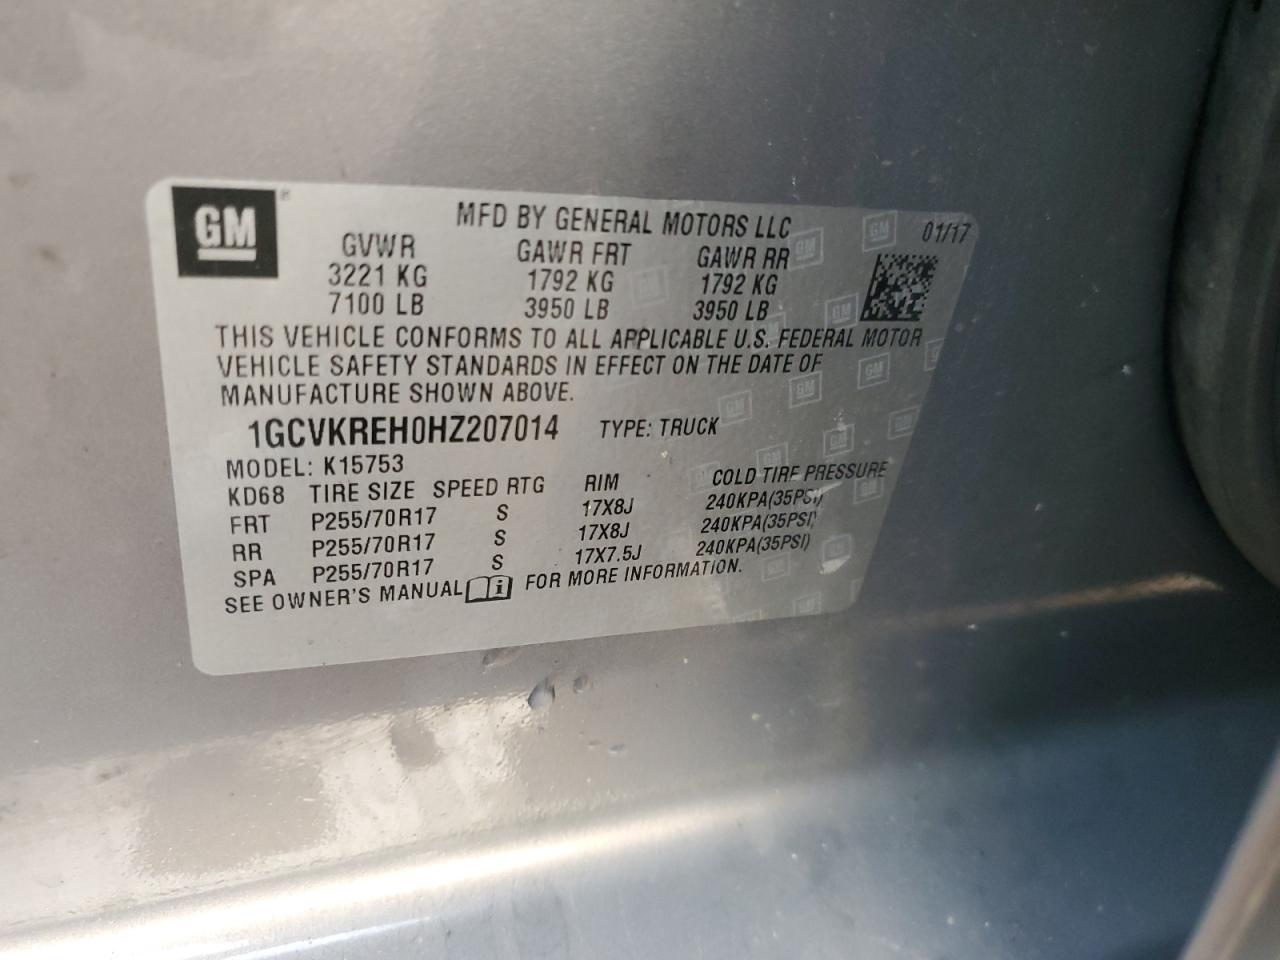 GM ®
MFD BY GENERAL MOTORS LLC 01/17
GVWR GAWR FRT GAWR RR
3221 KG 1792 KG 1792 KG
7100 LB 3950 LB 3950 LB
THIS VEHICLE CONFORMS TO ALL APPLICABLE U.S. FEDERAL MOTOR
VEHICLE SAFETY STANDARDS IN EFFECT ON THE DATE OF
MANUFACTURE SHOWN ABOVE.
1GCVKREH0HZ207014 TYPE: TRUCK
MODEL: K15753
KD68 TIRE SIZE SPEED RTG RIM COLD TIRE PRESSURE
FRT P255/70R17 S 17X8J 240KPA(35PSI)
RR P255/70R17 S 17X8J 240KPA(35PSI)
SPA P255/70R17 S 17X7.5J 240KPA(35PSI)
SEE OWNER'S MANUAL i FOR MORE INFORMATION.